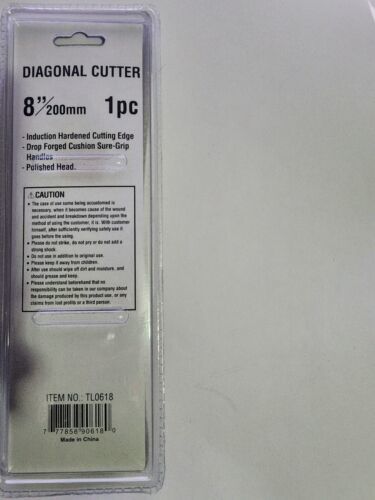 DIAGONAL CUTTER
8"/200mm 1pc
- Induction Hardened Cutting Edge
- Drop Forged Cushion Sure-Grip
Handles
- Polished Head.
⚠CAUTION
● The case of use some being accustomed is
necessary, when it becomes cause of the wound
and accident and breakdown depending upon the
method of using the customer, it is. With customer
himself, after sufficiently verifying safely use it
goes before the using.
● Please do not strike, do not pry or do not add a
strong shock.
● Do not use in addition to original use.
● Please keep it away from children.
● After use should wipe off dirt and moisture, and
should grease and keep.
● Please understand beforehand that no
responsibility can be taken in our company about
the damage produced by this product use, or any
claims from lost profits or a third person.
ITEM NO.: TL0618
7 77856 90618 0
Made in China